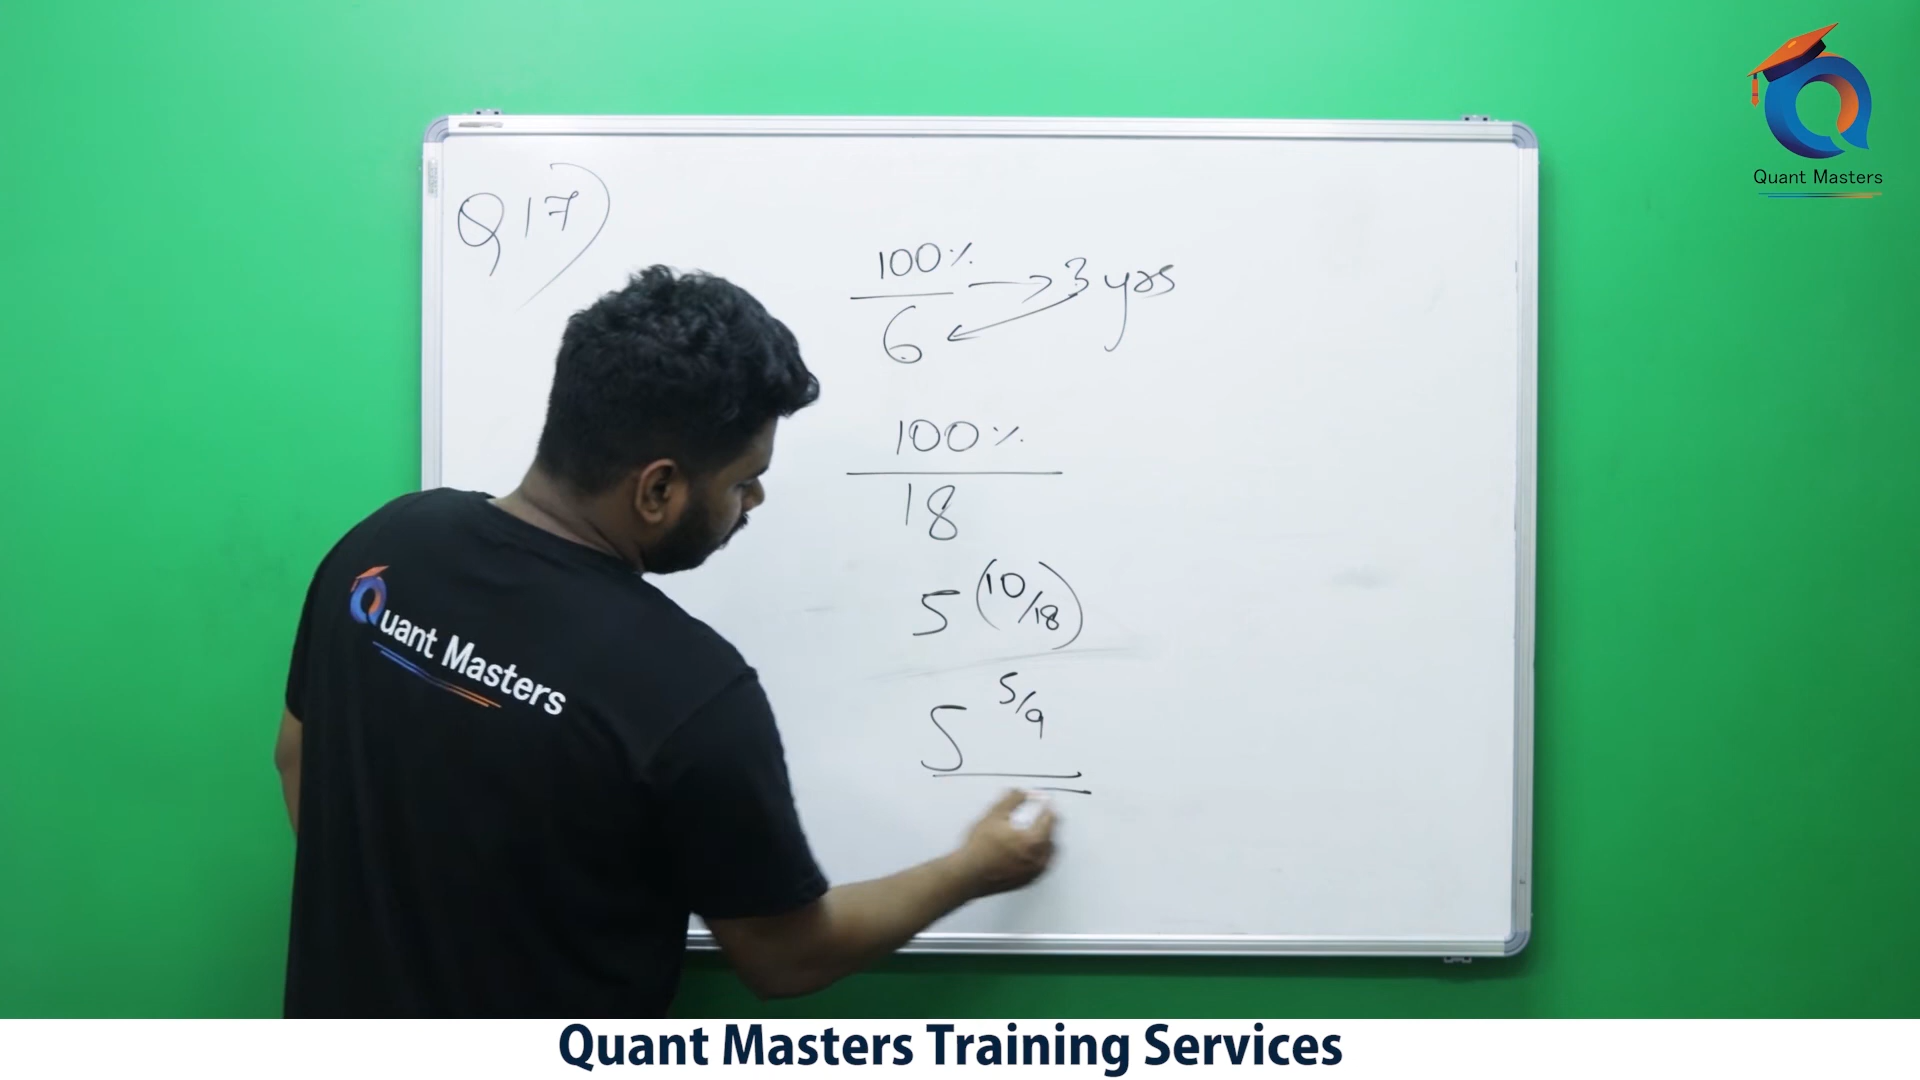 Quant Masters
Q17)
100%
6
→ 3 yrs
100%
18
5 (10/18)
5 5/9
Quant Masters
Quant Masters Training Services